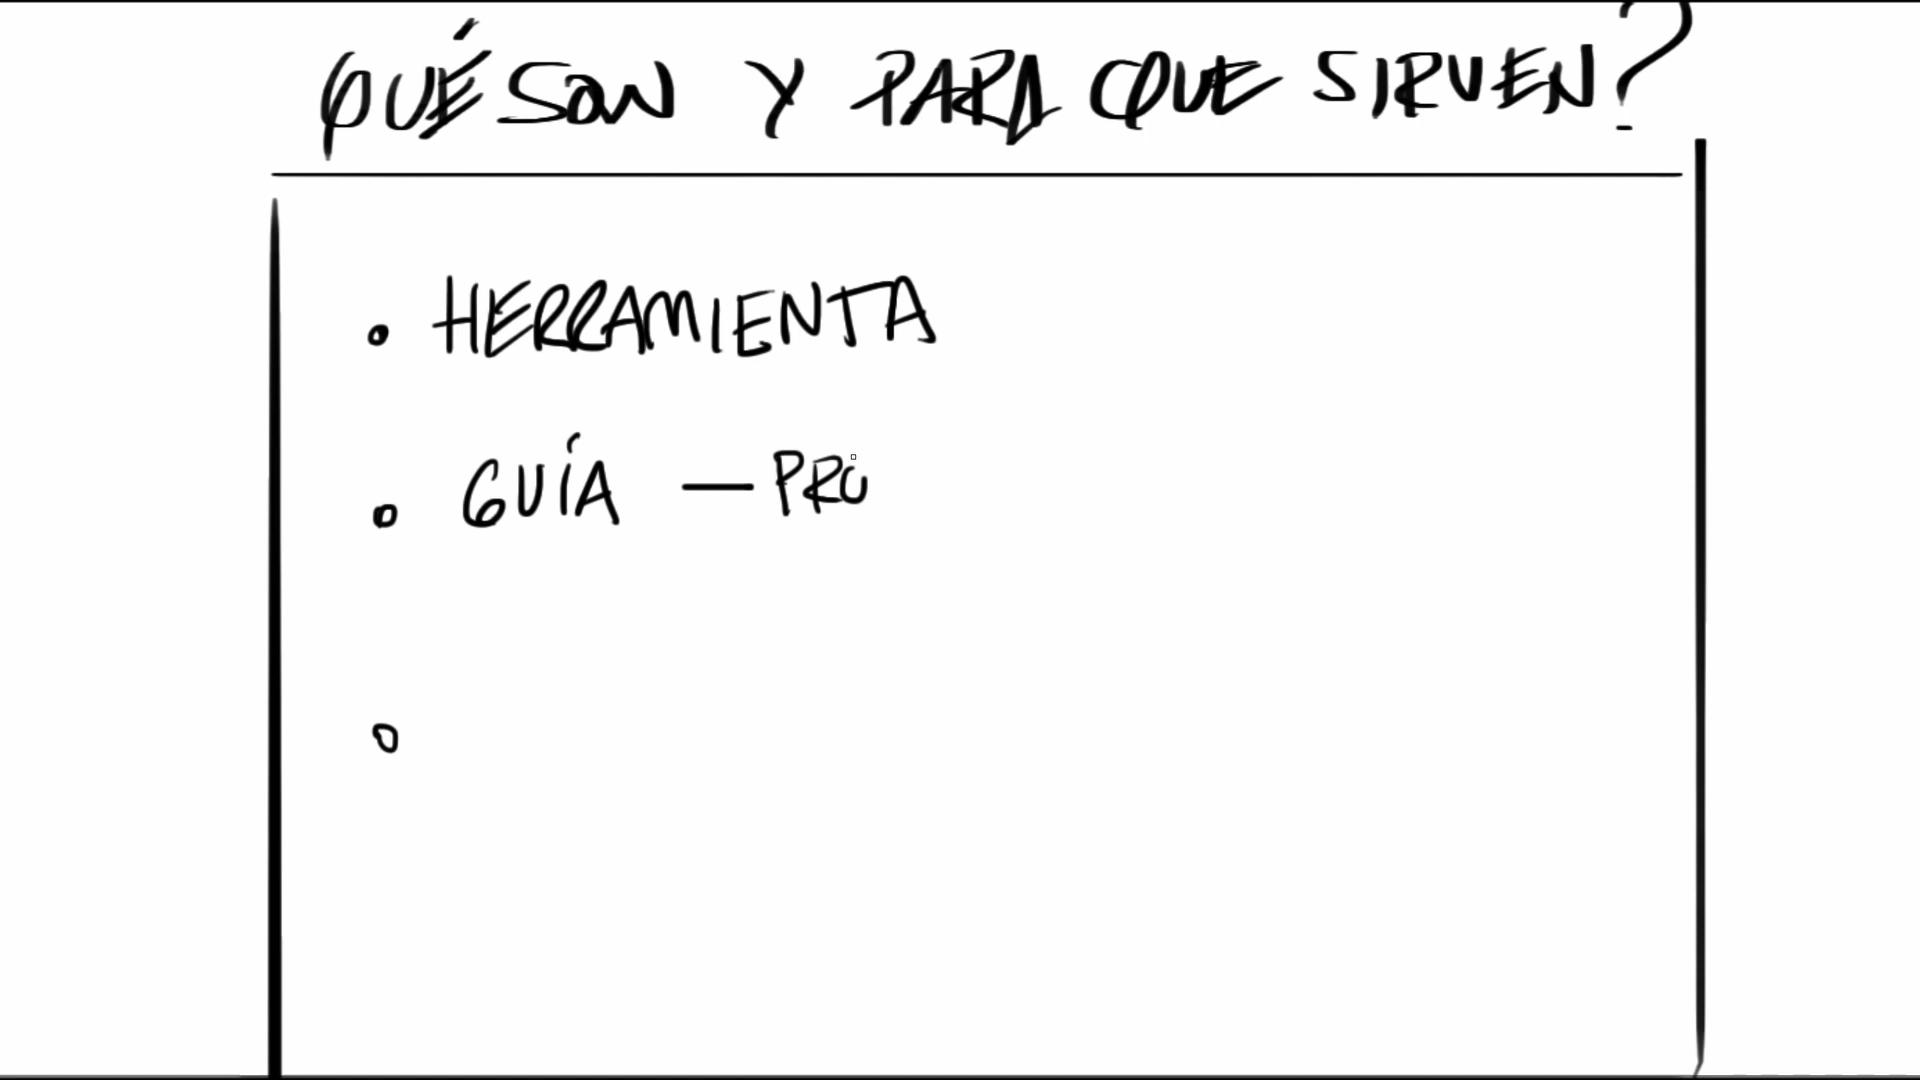 QUÉ SON Y PARA QUE SIRVEN?
• HERRAMIENTA
• GUÍA — PRO
•